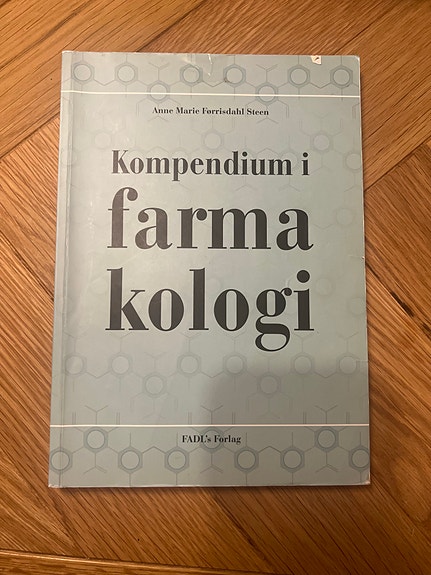 Anne Marie Førrisdahl Steen
Kompendium i
farma
kologi
FADL's Forlag